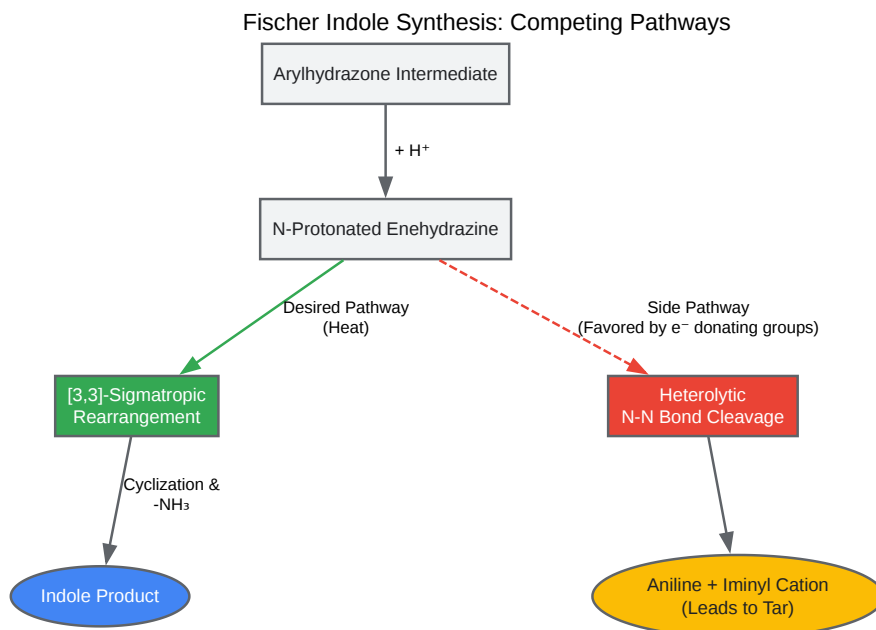 Fischer Indole Synthesis: Competing Pathways
Arylhydrazone Intermediate
+ H⁺
N-Protonated Enehydrazine
Desired Pathway
(Heat)
Side Pathway
(Favored by e⁻ donating groups)
[3,3]-Sigmatropic
Rearrangement
Heterolytic
N-N Bond Cleavage
Cyclization &
-NH₃
Indole Product
Aniline + Iminyl Cation
(Leads to Tar)